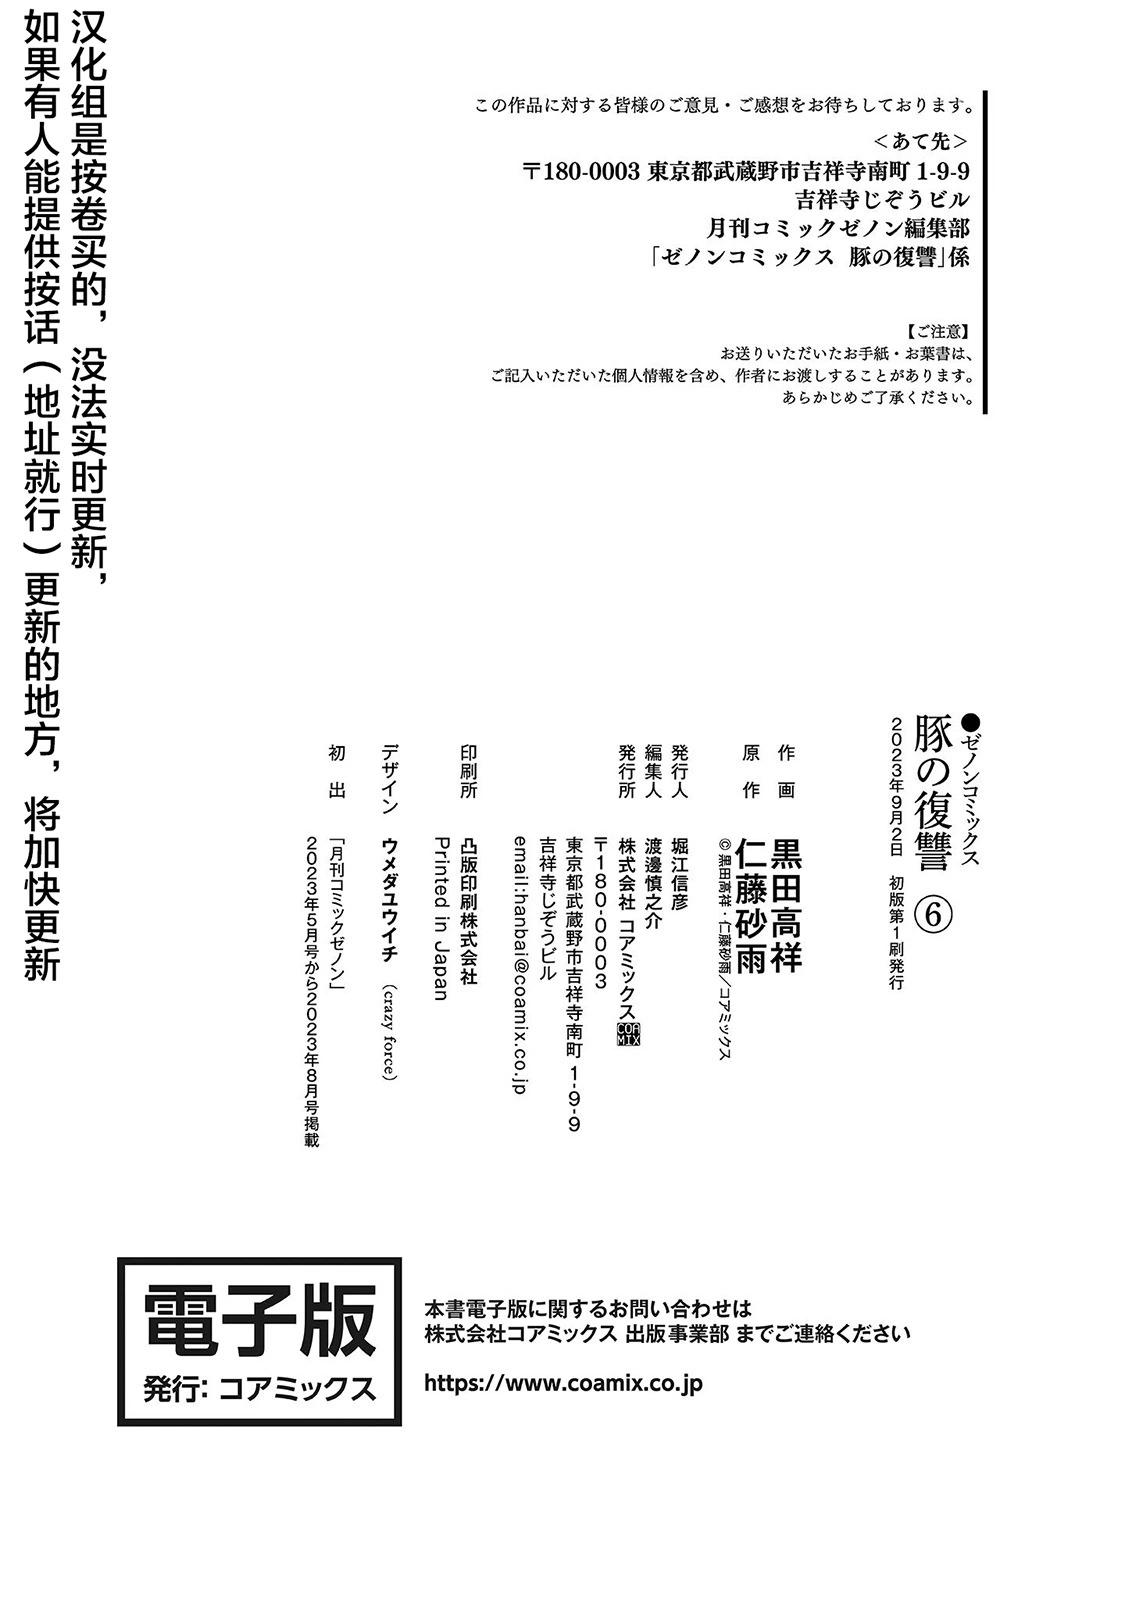 この作品に対する皆様のご意見・ご感想をお待ちしております。
＜あて先＞
〒180-0003 東京都武蔵野市吉祥寺南町 1-9-9
吉祥寺じぞうビル
月刊コミックゼノン編集部
「ゼノンコミックス 豚の復讐」係
【ご注意】
お送りいただいたお手紙・お葉書は、
ご記入いただいた個人情報を含め、作者にお渡しすることがあります。
あらかじめご了承ください。
汉化组是按卷买的，没法实时更新，
如果有人能提供按话（地址就行）更新的地方，将加快更新
●ゼノンコミックス
豚の復讐 ⑥
2023年9月2日 初版第1刷発行
作画 黒田高祥
原作 仁藤砂雨
©黒田高祥・仁藤砂雨／コアミックス
発行人 堀江信彦
編集人 渡邊慎之介
発行所 株式会社 コアミックス COAMIX
〒180-0003
東京都武蔵野市吉祥寺南町 1-9-9
吉祥寺じぞうビル
email:hanbai@coamix.co.jp
印刷所 凸版印刷株式会社
Printed in Japan
デザイン ウメダユウイチ （crazy force）
初出 「月刊コミックゼノン」
2023年5月号から2023年8月号掲載
電子版
発行：コアミックス
本書電子版に関するお問い合わせは
株式会社コアミックス 出版事業部 までご連絡ください
https://www.coamix.co.jp